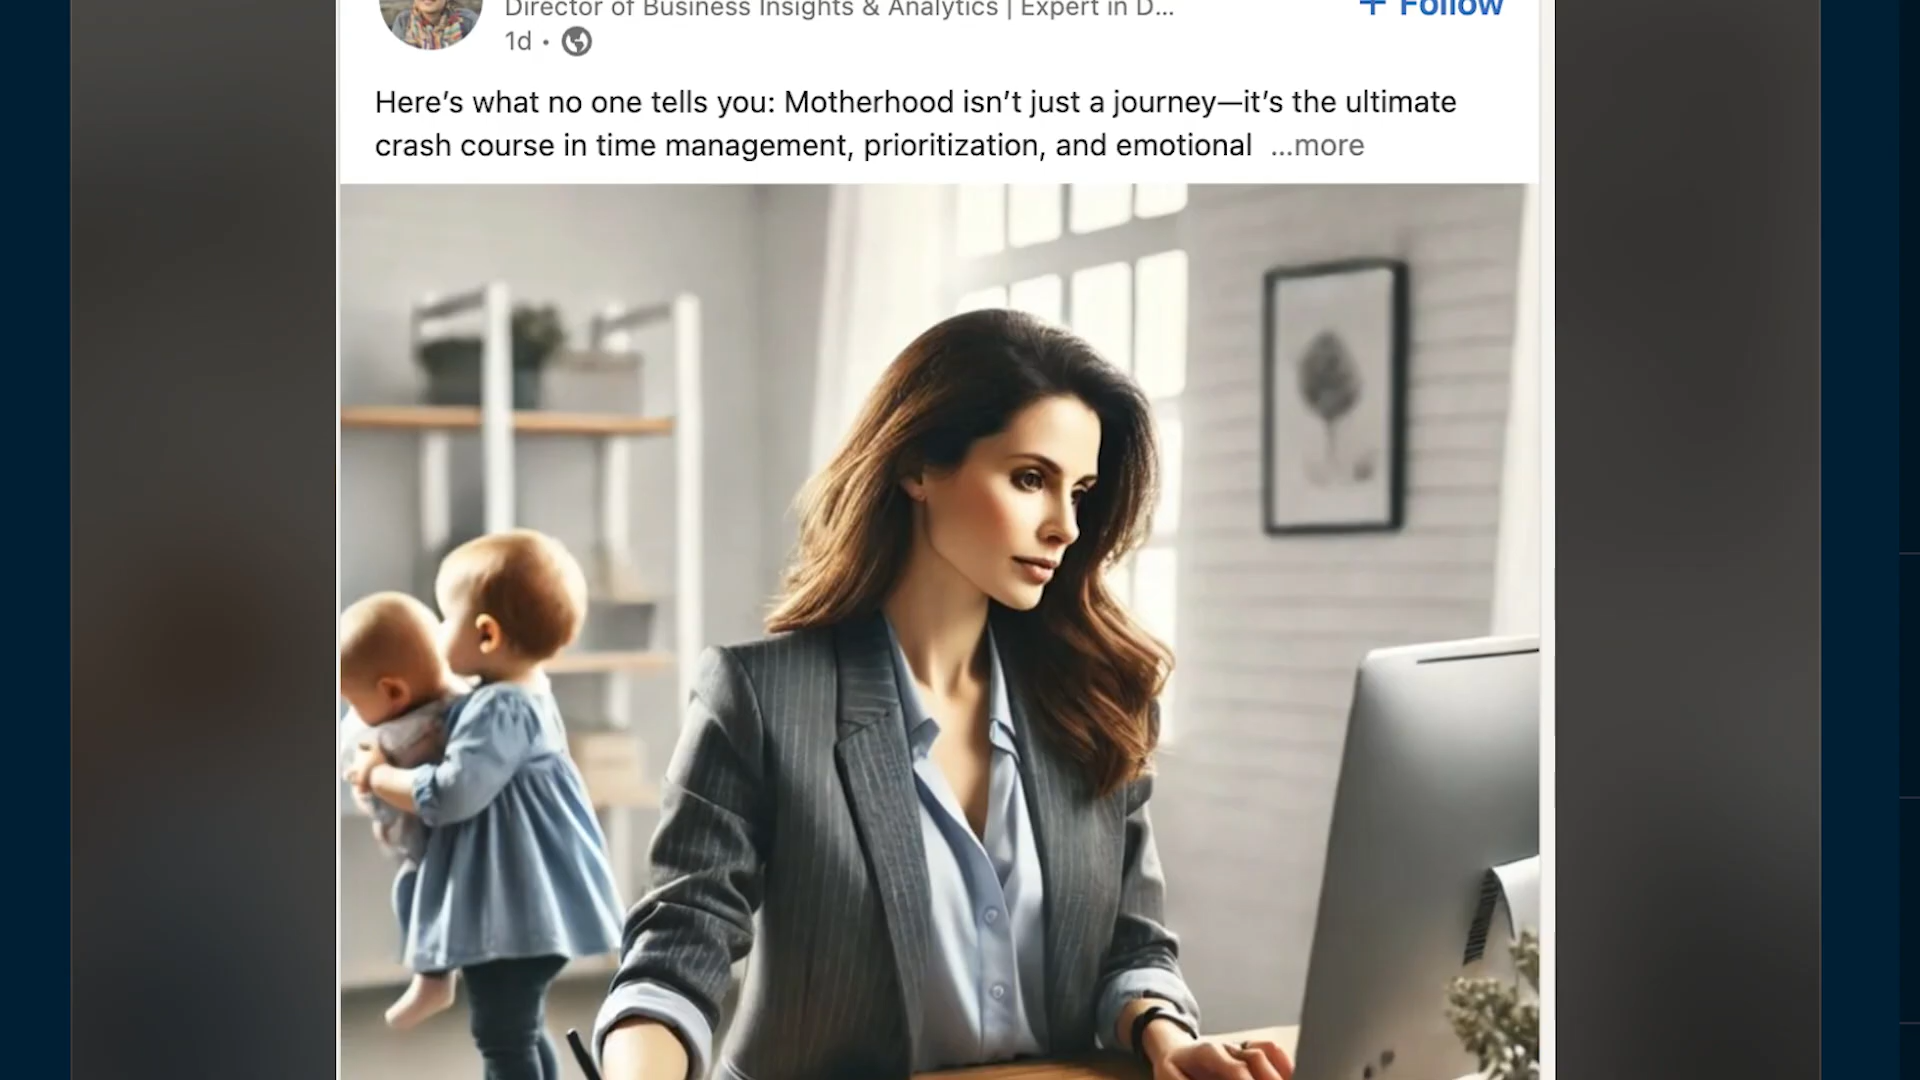 Director of Business Insights & Analytics | Expert in D...
+ Follow
1d •
Here’s what no one tells you: Motherhood isn’t just a journey—it’s the ultimate
crash course in time management, prioritization, and emotional ...more